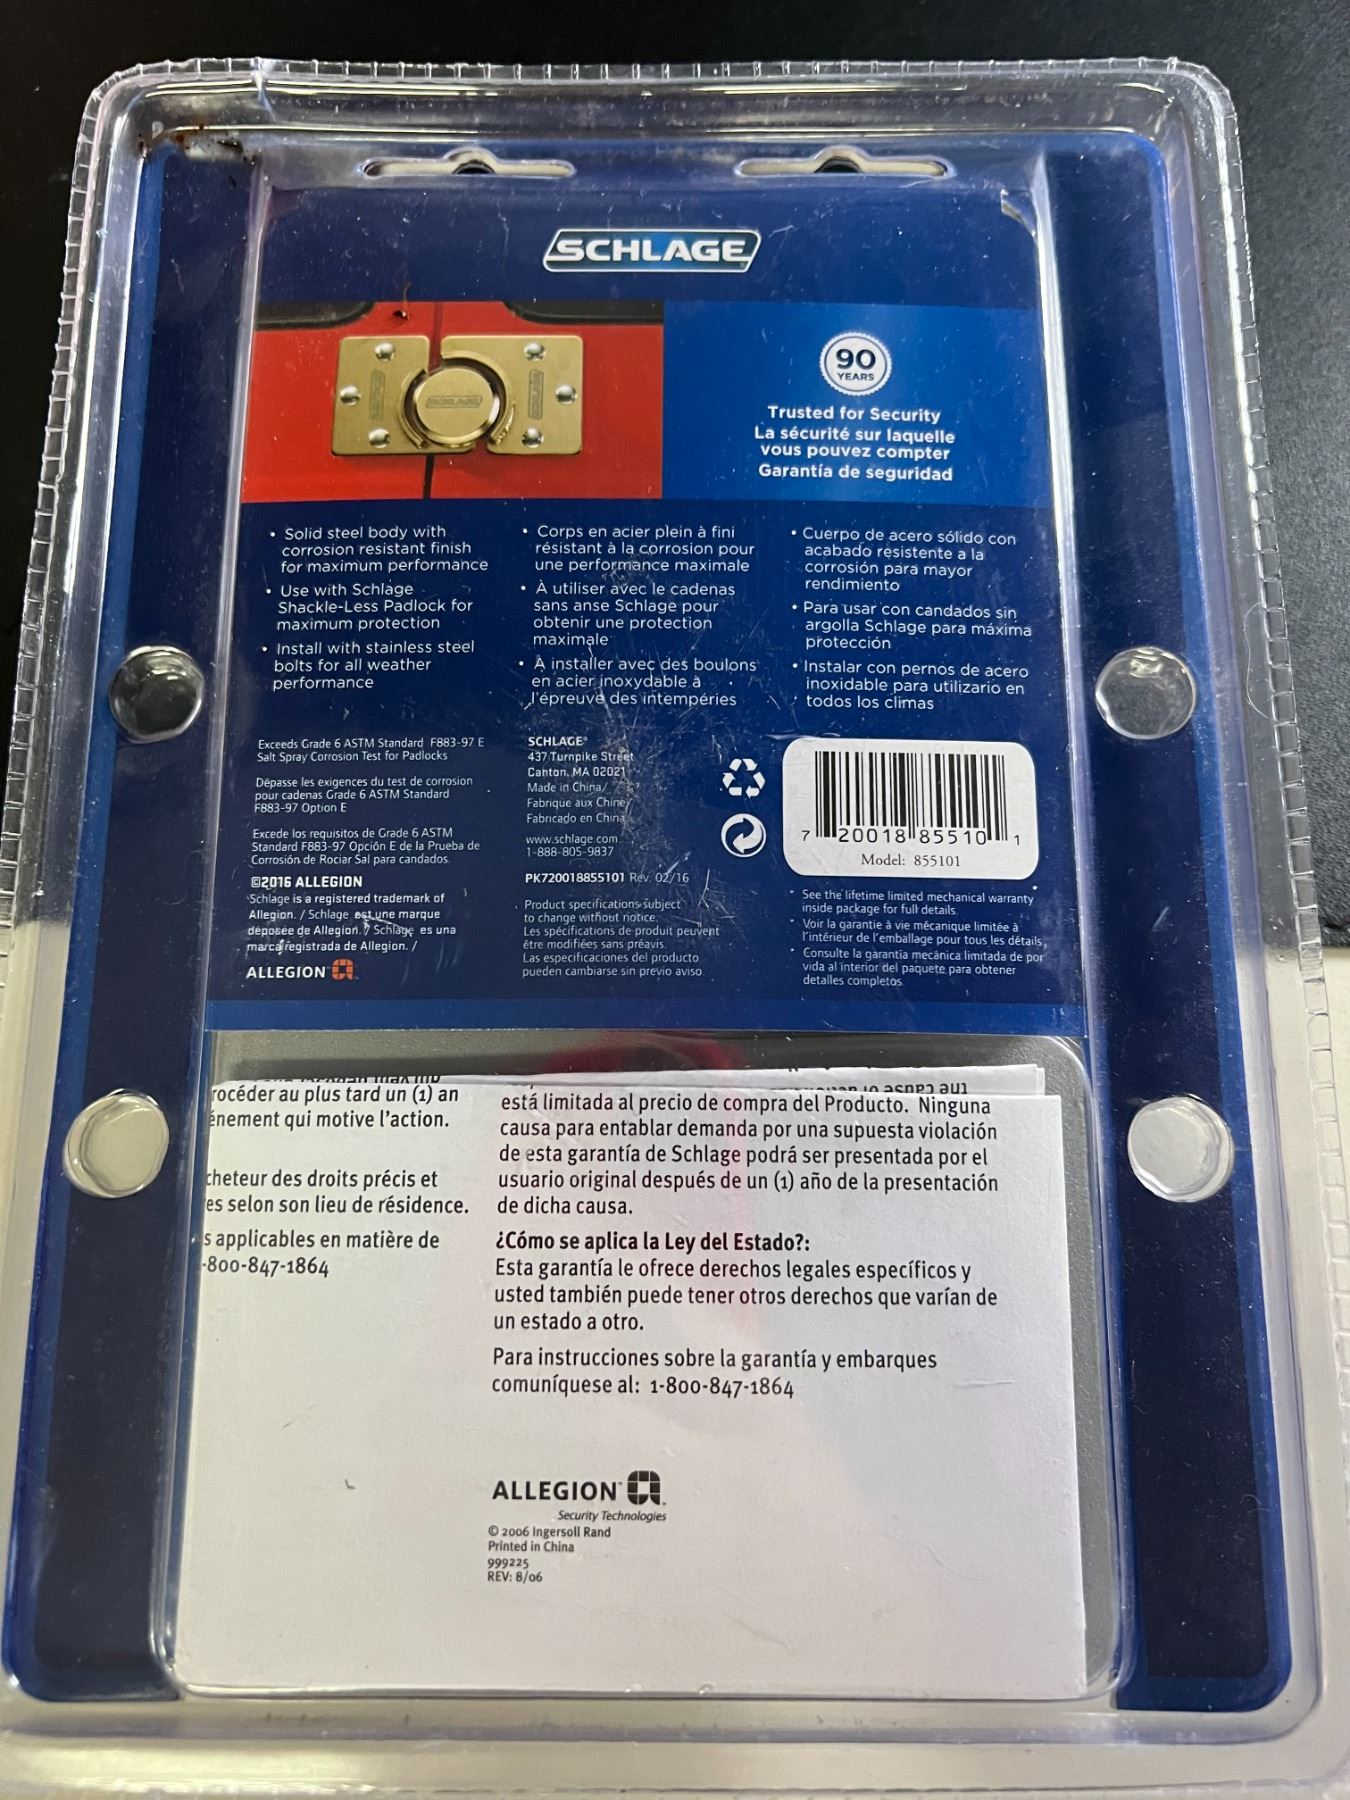 SCHLAGE
SCHLAGE
90
YEARS
Trusted for Security
La sécurité sur laquelle
vous pouvez compter
Garantía de seguridad
• Solid steel body with
corrosion resistant finish
for maximum performance
• Use with Schlage
Shackle-Less Padlock for
maximum protection
• Install with stainless steel
bolts for all weather
performance
• Corps en acier plein à fini
résistant à la corrosion pour
une performance maximale
• À utiliser avec le cadenas
sans anse Schlage pour
obtenir une protection
maximale
• À installer avec des boulons
en acier inoxydable à
l'épreuve des intempéries
• Cuerpo de acero sólido con
acabado resistente a la
corrosión para mayor
rendimiento
• Para usar con candados sin
argolla Schlage para máxima
protección
• Instalar con pernos de acero
inoxidable para utilizario en
todos los climas
Exceeds Grade 6 ASTM Standard F883-97 E
Salt Spray Corrosion Test for Padlocks
Dépasse les exigences du test de corrosion
pour cadenas Grade 6 ASTM Standard
F883-97 Option E
Excede los requisitos de Grade 6 ASTM
Standard F883-97 Opción E de la Prueba de
Corrosión de Rociar Sal para candados.
©2016 ALLEGION
Schlage is a registered trademark of
Allegion. / Schlage est une marque
déposée de Allegion. / Schlage es una
marca registrada de Allegion. /
ALLEGION™
SCHLAGE®
437 Turnpike Street
Canton, MA 02021
Made in China/
Fabriqué aux Chine/
Fabricado en China
www.schlage.com
1-888-805-9837
PK720018855101 Rev. 02/16
Product specifications subject
to change without notice.
Les spécifications de produit peuvent
être modifiées sans préavis.
Las especificaciones del producto
pueden cambiarse sin previo aviso.
7 20018 85510 1
Model: 855101
* See the lifetime limited mechanical warranty
inside package for full details.
* Voir la garantie à vie mécanique limitée à
l'intérieur de l'emballage pour tous les détails.
* Consulte la garantía mecánica limitada de por
vida al interior del paquete para obtener
detalles completos.
the cause of
rocéder au plus tard un (1) an
énement qui motive l'action.
cheteur des droits précis et
es selon son lieu de résidence.
s applicables en matière de
-800-847-1864
está limitada al precio de compra del Producto. Ninguna
causa para entablar demanda por una supuesta violación
de esta garantía de Schlage podrá ser presentada por el
usuario original después de un (1) año de la presentación
de dicha causa.
¿Cómo se aplica la Ley del Estado?:
Esta garantía le ofrece derechos legales específicos y
usted también puede tener otros derechos que varían de
un estado a otro.
Para instrucciones sobre la garantía y embarques
comuníquese al: 1-800-847-1864
ALLEGION™
Security Technologies
© 2006 Ingersoll Rand
Printed in China
999225
REV: 8/06